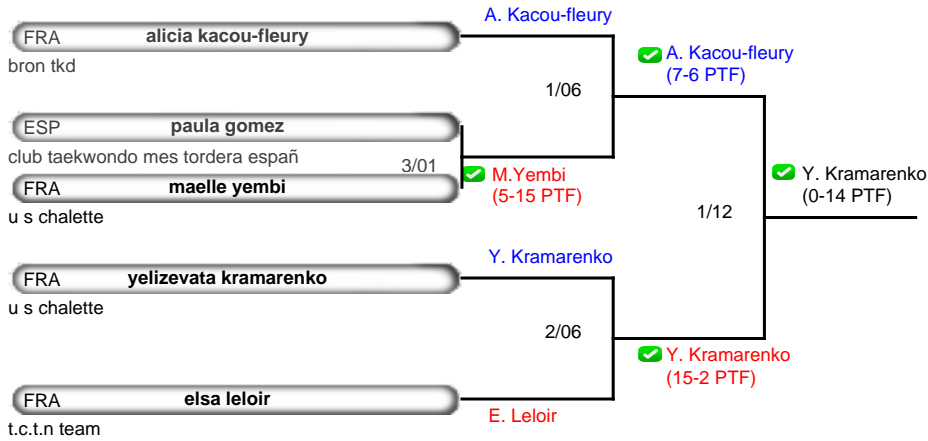 A. Kacou-fleury
FRA alicia kacou-fleury
bron tkd
A. Kacou-fleury
(7-6 PTF)
1/06
ESP paula gomez
club taekwondo mes tordera españ
3/01
FRA maelle yembi
u s chalette
M.Yembi
(5-15 PTF)
Y. Kramarenko
(0-14 PTF)
1/12
Y. Kramarenko
FRA yelizevata kramarenko
u s chalette
2/06
Y. Kramarenko
(15-2 PTF)
FRA elsa leloir
t.c.t.n team
E. Leloir